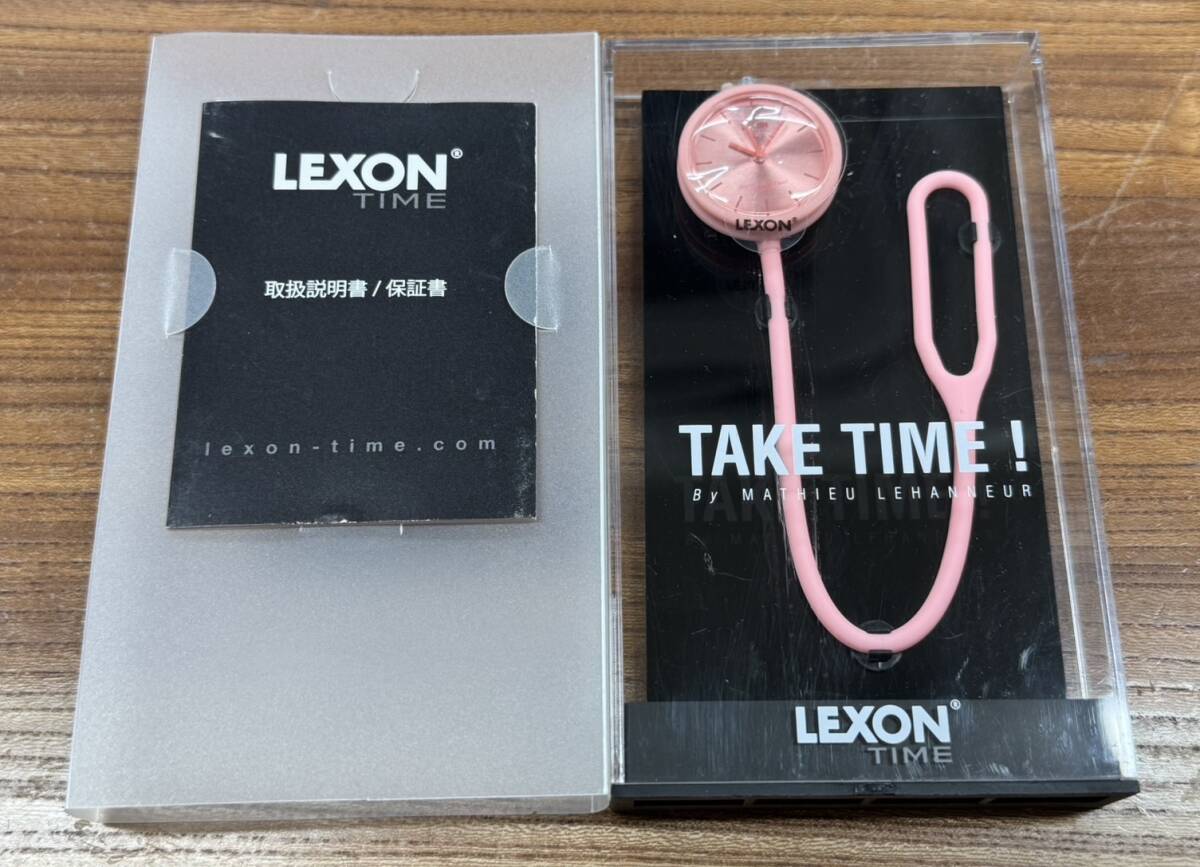 LEXON®
TIME
取扱説明書 / 保証書
lexon-time.com
LEXON®
TAKE TIME !
By MATHIEU LEHANNEUR
LEXON®
TIME